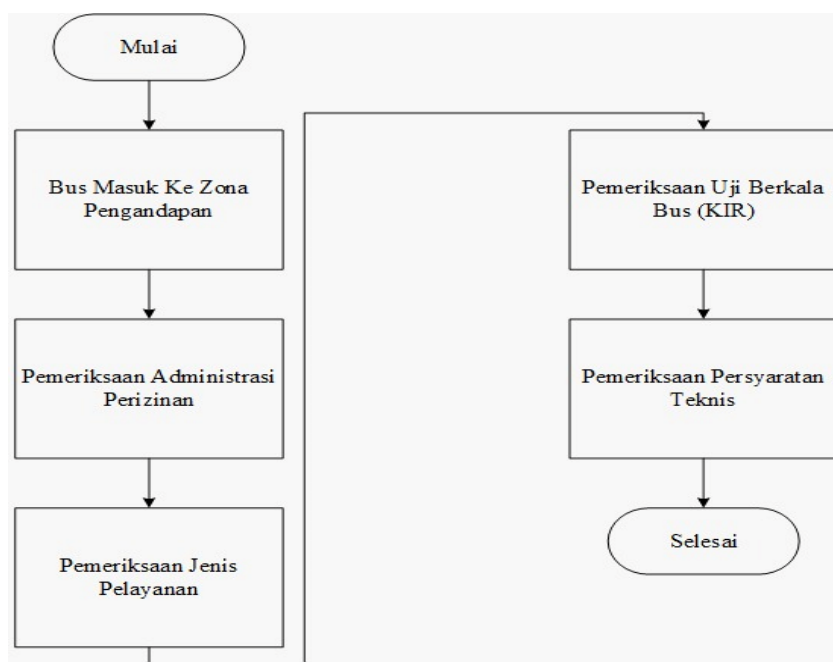 Mulai
Bus Masuk Ke Zona
Pengandapan
Pemeriksaan Administrasi
Perizinan
Pemeriksaan Jenis
Pelayanan
Pemeriksaan Uji Berkala
Bus (KIR)
Pemeriksaan Persyaratan
Teknis
Selesai